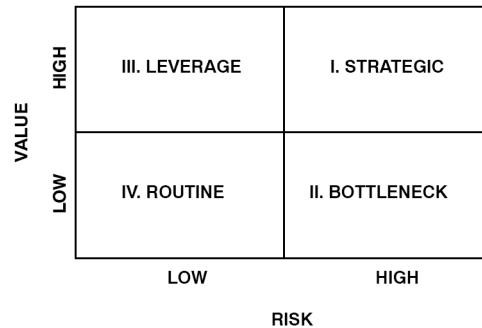 VALUE
HIGH
III. LEVERAGE
I. STRATEGIC
LOW
IV. ROUTINE
II. BOTTLENECK
LOW
HIGH
RISK